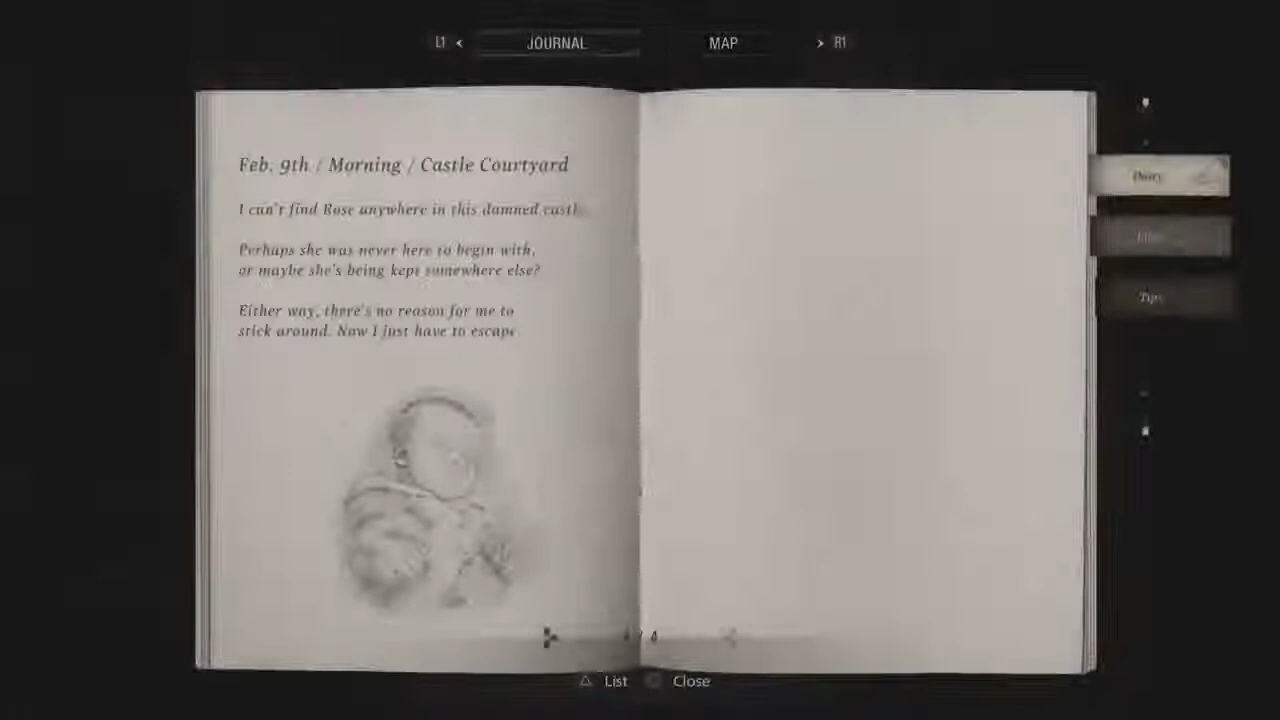 L1
JOURNAL
MAP
R1
Feb. 9th / Morning / Castle Courtyard
I can't find Rose anywhere in this damned
Perhaps she was never here to begin with,
or maybe she's being kept somewhere else?
Either way, there's no reason for me to
stick around. Now I just have to escape
Diary
Tips
/ 4
List
Close